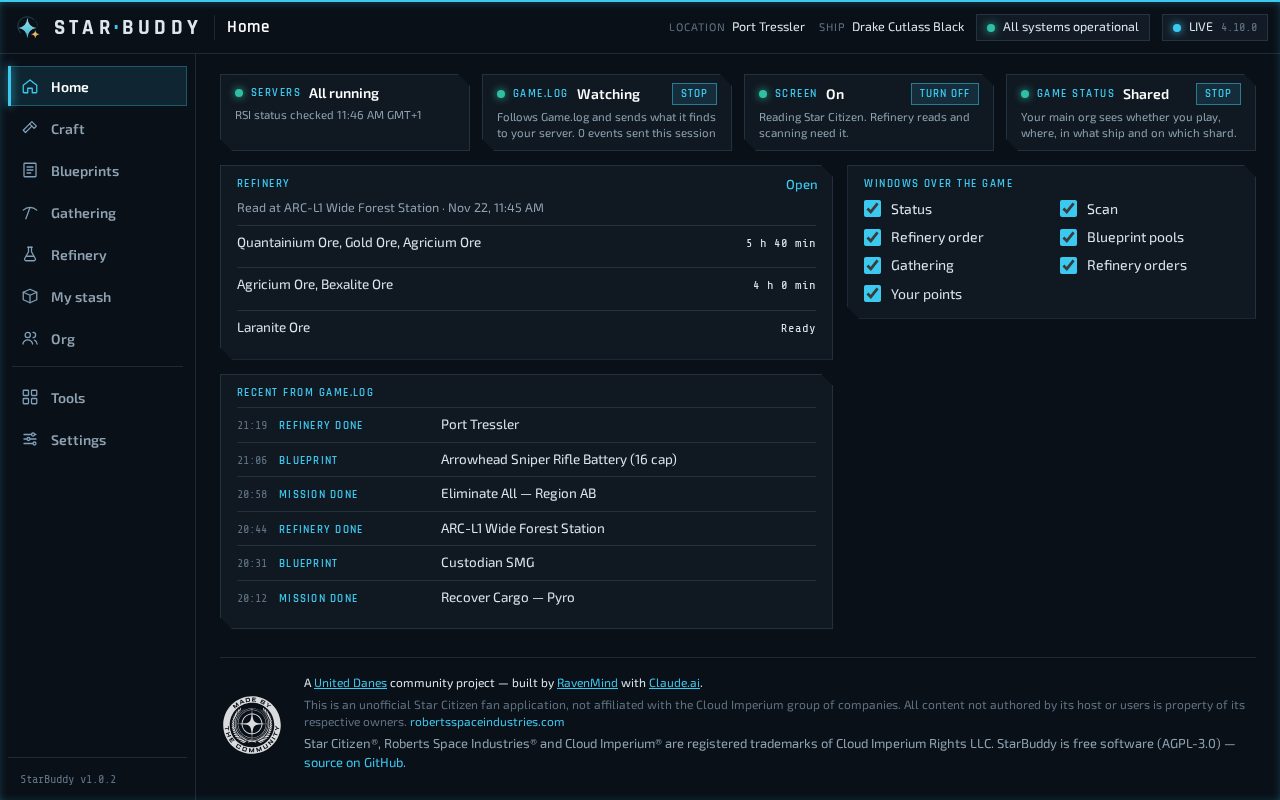 STAR·BUDDY
Home
LOCATION Port Tressler
SHIP Drake Cutlass Black
All systems operational
LIVE 4.10.0
Home
Craft
Blueprints
Gathering
Refinery
My stash
Org
Tools
Settings
StarBuddy v1.0.2
SERVERS All running
RSI status checked 11:46 AM GMT+1
GAME.LOG Watching STOP
Follows Game.log and sends what it finds
to your server. 0 events sent this session
SCREEN On TURN OFF
Reading Star Citizen. Refinery reads and
scanning need it.
GAME STATUS Shared STOP
Your main org sees whether you play,
where, in what ship and on which shard.
REFINERY Open
Read at ARC-L1 Wide Forest Station · Nov 22, 11:45 AM
Quantainium Ore, Gold Ore, Agricium Ore 5 h 40 min
Agricium Ore, Bexalite Ore 4 h 0 min
Laranite Ore Ready
WINDOWS OVER THE GAME
Status Scan
Refinery order Blueprint pools
Gathering Refinery orders
Your points
RECENT FROM GAME.LOG
21:19 REFINERY DONE Port Tressler
21:06 BLUEPRINT Arrowhead Sniper Rifle Battery (16 cap)
20:58 MISSION DONE Eliminate All — Region AB
20:44 REFINERY DONE ARC-L1 Wide Forest Station
20:31 BLUEPRINT Custodian SMG
20:12 MISSION DONE Recover Cargo — Pyro
MADE BY
THE COMMUNITY
A United Danes community project — built by RavenMind with Claude.ai.
This is an unofficial Star Citizen fan application, not affiliated with the Cloud Imperium group of companies. All content not authored by its host or users is property of its
respective owners. robertsspaceindustries.com
Star Citizen®, Roberts Space Industries® and Cloud Imperium® are registered trademarks of Cloud Imperium Rights LLC. StarBuddy is free software (AGPL-3.0) —
source on GitHub.